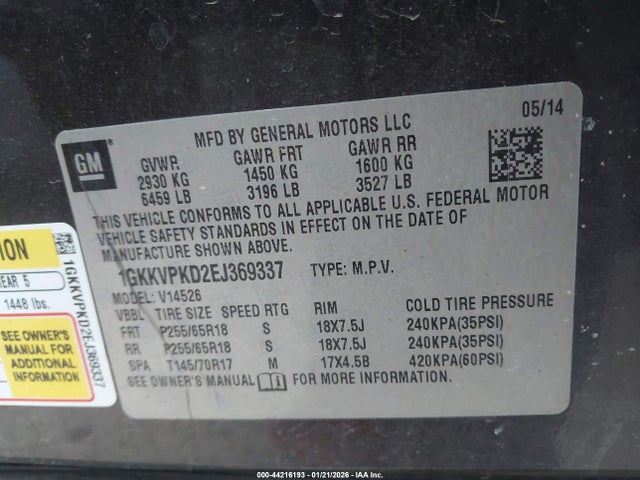 05/14
MFD BY GENERAL MOTORS LLC
GM
GVWR GAWR FRT GAWR RR
2930 KG 1450 KG 1600 KG
6459 LB 3196 LB 3527 LB
THIS VEHICLE CONFORMS TO ALL APPLICABLE U.S. FEDERAL MOTOR
VEHICLE SAFETY STANDARDS IN EFFECT ON THE DATE OF
MANUFACTURE SHOWN ABOVE.
1GKKVPKD2EJ369337 TYPE: M.P.V.
MODEL: V14526
VBBL TIRE SIZE SPEED RTG RIM COLD TIRE PRESSURE
FRT P255/65R18 S 18X7.5J 240KPA(35PSI)
RR P255/65R18 S 18X7.5J 240KPA(35PSI)
SPA T145/70R17 M 17X4.5B 420KPA(60PSI)
SEE OWNER'S MANUAL FOR MORE INFORMATION.
ION
REAR 5
1448 lbs.
SEE OWNER'S
MANUAL FOR
ADDITIONAL
INFORMATION
1GKKVPKD2EJ369337
000-44216193 - 01/21/2026 - IAA Inc.